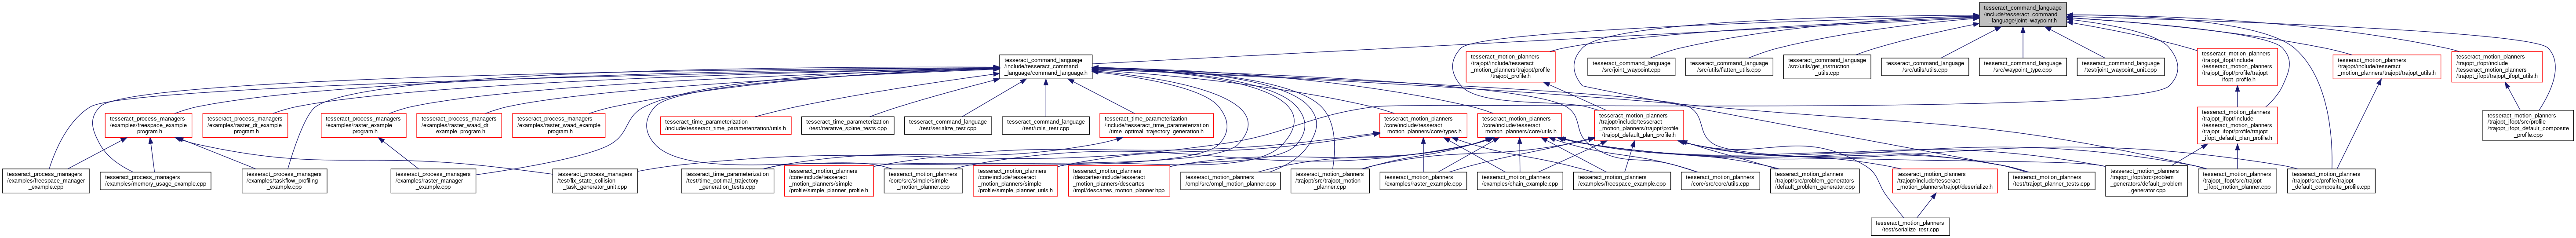 tesseract_command_language
/include/tesseract_command
_language/joint_waypoint.h
tesseract_command_language
/include/tesseract_command
_language/command_language.h
tesseract_motion_planners
/trajopt/include/tesseract
_motion_planners/trajopt/profile
/trajopt_profile.h
tesseract_command_language
/src/joint_waypoint.cpp
tesseract_command_language
/src/utils/flatten_utils.cpp
tesseract_command_language
/src/utils/get_instruction
_utils.cpp
tesseract_command_language
/src/utils/utils.cpp
tesseract_command_language
/src/waypoint_type.cpp
tesseract_command_language
/test/joint_waypoint_unit.cpp
tesseract_motion_planners
/trajopt_ifopt/include
/tesseract_motion_planners
/trajopt_ifopt/profile/trajopt
_ifopt_profile.h
tesseract_motion_planners
/trajopt/include/tesseract
_motion_planners/trajopt/trajopt_utils.h
tesseract_motion_planners
/trajopt_ifopt/include
/tesseract_motion_planners
/trajopt_ifopt/trajopt_ifopt_utils.h
tesseract_process_managers
/examples/freespace_example
_program.h
tesseract_process_managers
/examples/raster_dt_example
_program.h
tesseract_process_managers
/examples/raster_example
_program.h
tesseract_process_managers
/examples/raster_waad_dt
_example_program.h
tesseract_process_managers
/examples/raster_waad_example
_program.h
tesseract_time_parameterization
/include/tesseract_time_parameterization/utils.h
tesseract_time_parameterization
/test/iterative_spline_tests.cpp
tesseract_command_language
/test/serialize_test.cpp
tesseract_command_language
/test/utils_test.cpp
tesseract_time_parameterization
/include/tesseract_time_parameterization
/time_optimal_trajectory_generation.h
tesseract_motion_planners
/core/include/tesseract
_motion_planners/core/types.h
tesseract_motion_planners
/core/include/tesseract
_motion_planners/core/utils.h
tesseract_motion_planners
/trajopt/include/tesseract
_motion_planners/trajopt/profile
/trajopt_default_plan_profile.h
tesseract_motion_planners
/trajopt_ifopt/include
/tesseract_motion_planners
/trajopt_ifopt/profile/trajopt
_ifopt_default_plan_profile.h
tesseract_motion_planners
/trajopt_ifopt/src/profile
/trajopt_ifopt_default_composite
_profile.cpp
tesseract_process_managers
/examples/freespace_manager
_example.cpp
tesseract_process_managers
/examples/memory_usage_example.cpp
tesseract_process_managers
/examples/taskflow_profiling
_example.cpp
tesseract_process_managers
/examples/raster_manager
_example.cpp
tesseract_process_managers
/test/fix_state_collision
_task_generator_unit.cpp
tesseract_time_parameterization
/test/time_optimal_trajectory
_generation_tests.cpp
tesseract_motion_planners
/core/include/tesseract
_motion_planners/simple
/profile/simple_planner_profile.h
tesseract_motion_planners
/core/src/simple/simple
_motion_planner.cpp
tesseract_motion_planners
/core/include/tesseract
_motion_planners/simple
/profile/simple_planner_utils.h
tesseract_motion_planners
/descartes/include/tesseract
_motion_planners/descartes
/impl/descartes_motion_planner.hpp
tesseract_motion_planners
/ompl/src/ompl_motion_planner.cpp
tesseract_motion_planners
/trajopt/src/trajopt_motion
_planner.cpp
tesseract_motion_planners
/examples/raster_example.cpp
tesseract_motion_planners
/examples/chain_example.cpp
tesseract_motion_planners
/examples/freespace_example.cpp
tesseract_motion_planners
/core/src/core/utils.cpp
tesseract_motion_planners
/trajopt/src/problem_generators
/default_problem_generator.cpp
tesseract_motion_planners
/trajopt/include/tesseract
_motion_planners/trajopt/deserialize.h
tesseract_motion_planners
/test/trajopt_planner_tests.cpp
tesseract_motion_planners
/trajopt_ifopt/src/problem
_generators/default_problem
_generator.cpp
tesseract_motion_planners
/trajopt_ifopt/src/trajopt
_ifopt_motion_planner.cpp
tesseract_motion_planners
/trajopt/src/profile/trajopt
_default_composite_profile.cpp
tesseract_motion_planners
/test/serialize_test.cpp